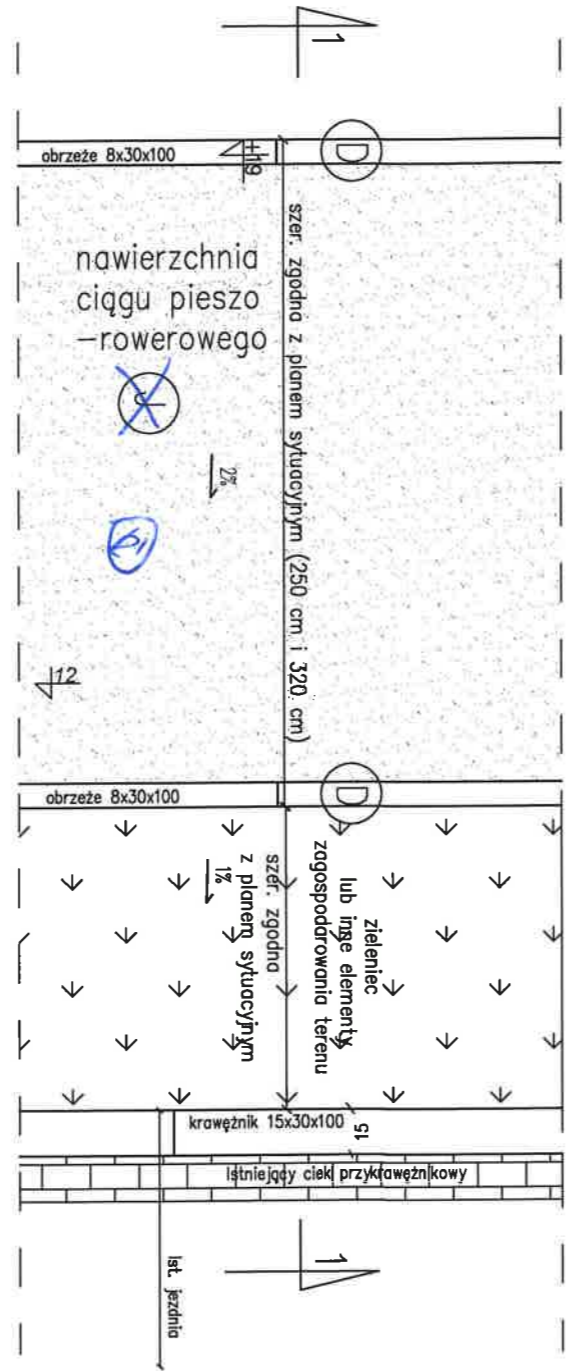 1
obrzeże 8x30x100
+19
D
nawierzchnia
ciągu pieszo
-rowerowego
szer. zgodna z planem sytuacyjnym (250 cm i 320 cm)
2%
12
obrzeże 8x30x100
D
zieleniec
lub inne elementy
zagospodarowania terenu
szer. zgodna
z planem sytuacyjnym
1%
krawężnik 15x30x100
15
Istniejący ciek przykrawężnikowy
1
Ist. jezdnia